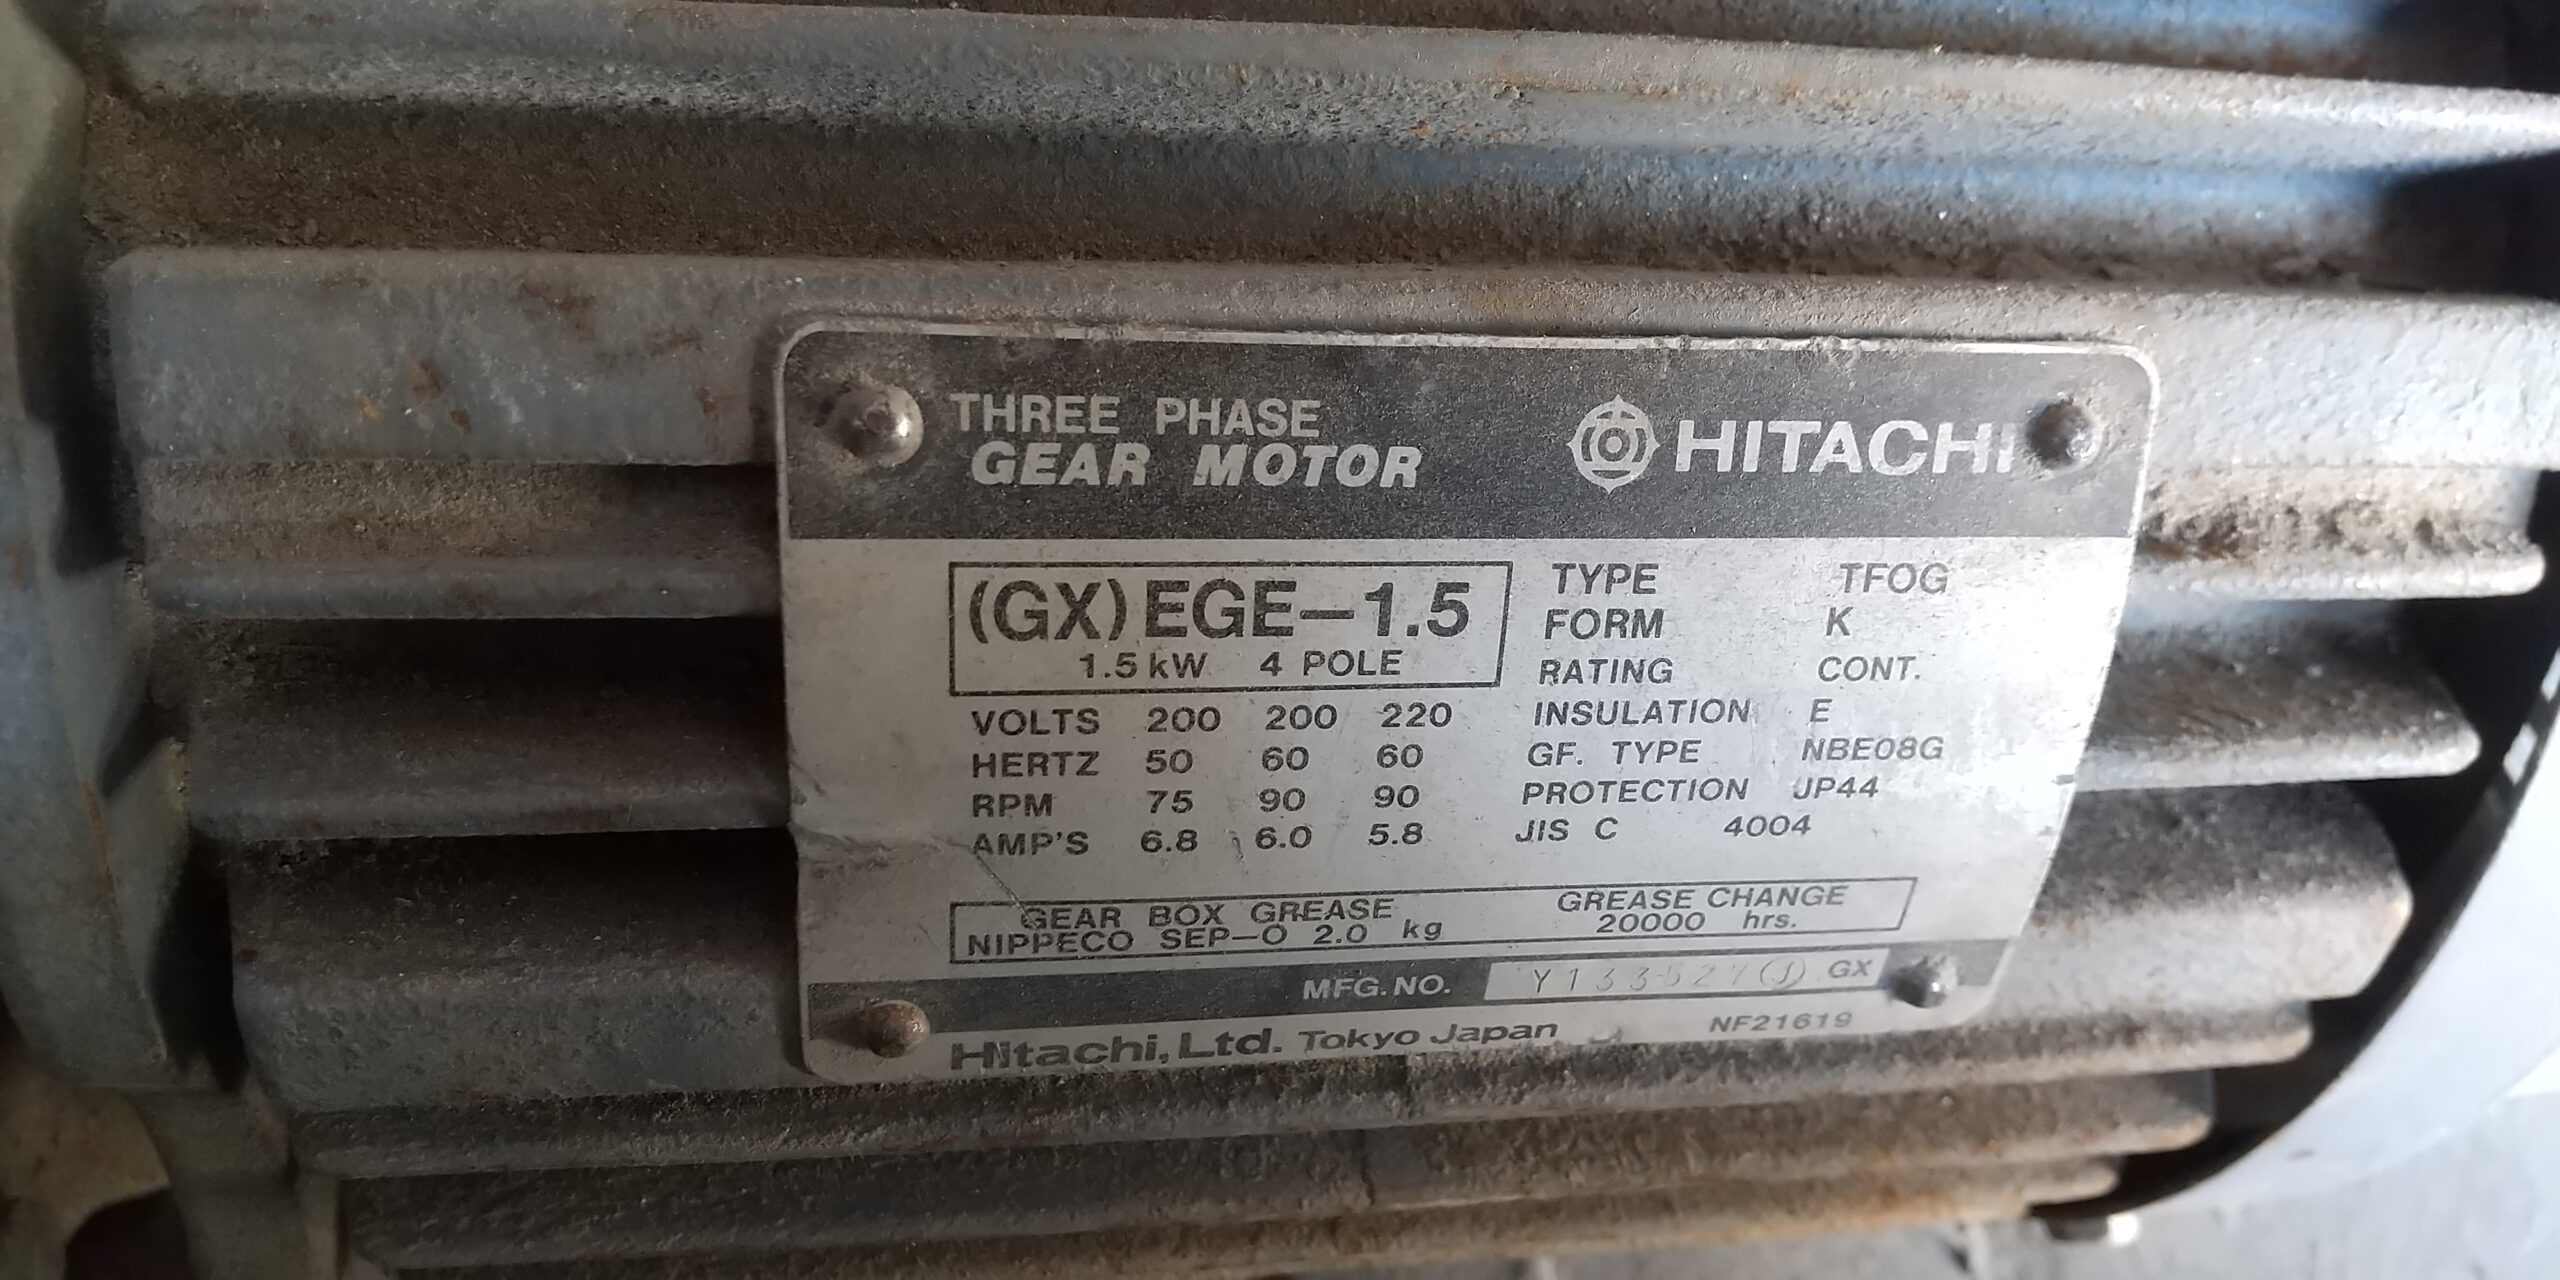 THREE PHASE
GEAR MOTOR
HITACHI
(GX) EGE-1.5
1.5 kW 4 POLE
VOLTS 200 200 220
HERTZ 50 60 60
RPM 75 90 90
AMP'S 6.8 6.0 5.8
TYPE TFOG
FORM K
RATING CONT.
INSULATION E
GF. TYPE NBE08G
PROTECTION JP44
JIS C 4004
GEAR BOX GREASE
NIPPECO SEP-O 2.0 kg
GREASE CHANGE
20000 hrs.
MFG. NO. GX
Hitachi, Ltd. Tokyo Japan
NF21619